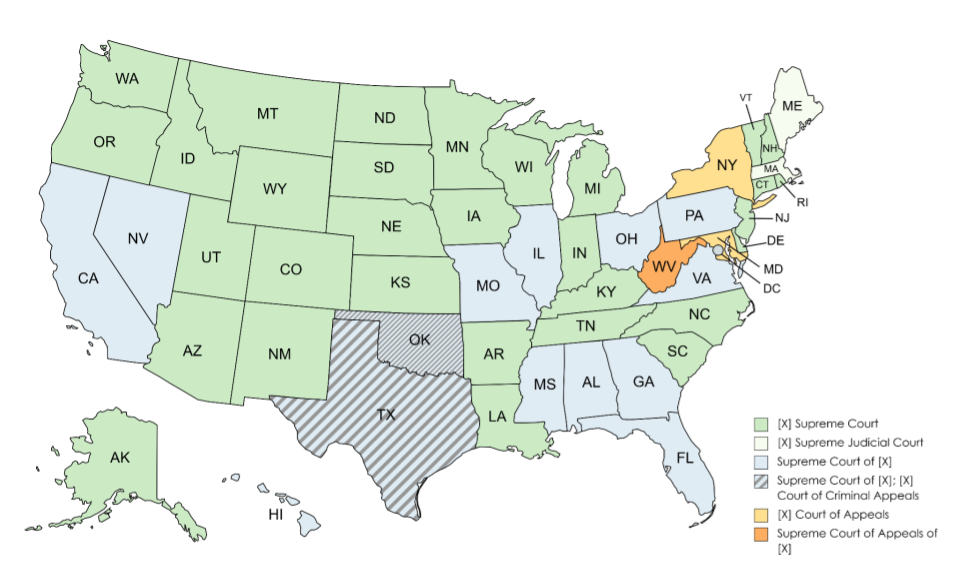 WA
OR
ID
MT
ND
MN
SD
WY
NE
IA
WI
MI
CA
NV
UT
CO
KS
MO
IL
IN
OH
PA
NY
VT
NH
ME
MA
CT
RI
NJ
DE
MD
DC
WV
VA
KY
TN
NC
SC
AZ
NM
OK
AR
TX
LA
MS
AL
GA
FL
AK
HI
[X] Supreme Court
[X] Supreme Judicial Court
Supreme Court of [X]
Supreme Court of [X]; [X]
Court of Criminal Appeals
[X] Court of Appeals
Supreme Court of Appeals of
[X]